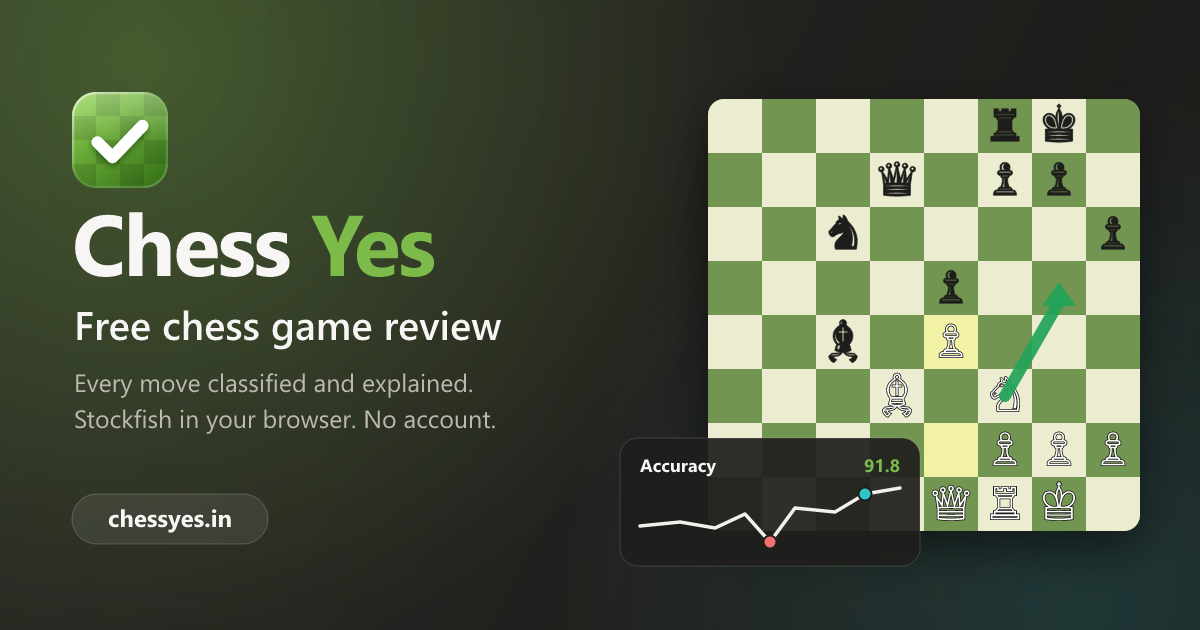 Chess Yes
Free chess game review
Every move classified and explained.
Stockfish in your browser. No account.
chessyes.in
Accuracy 91.8